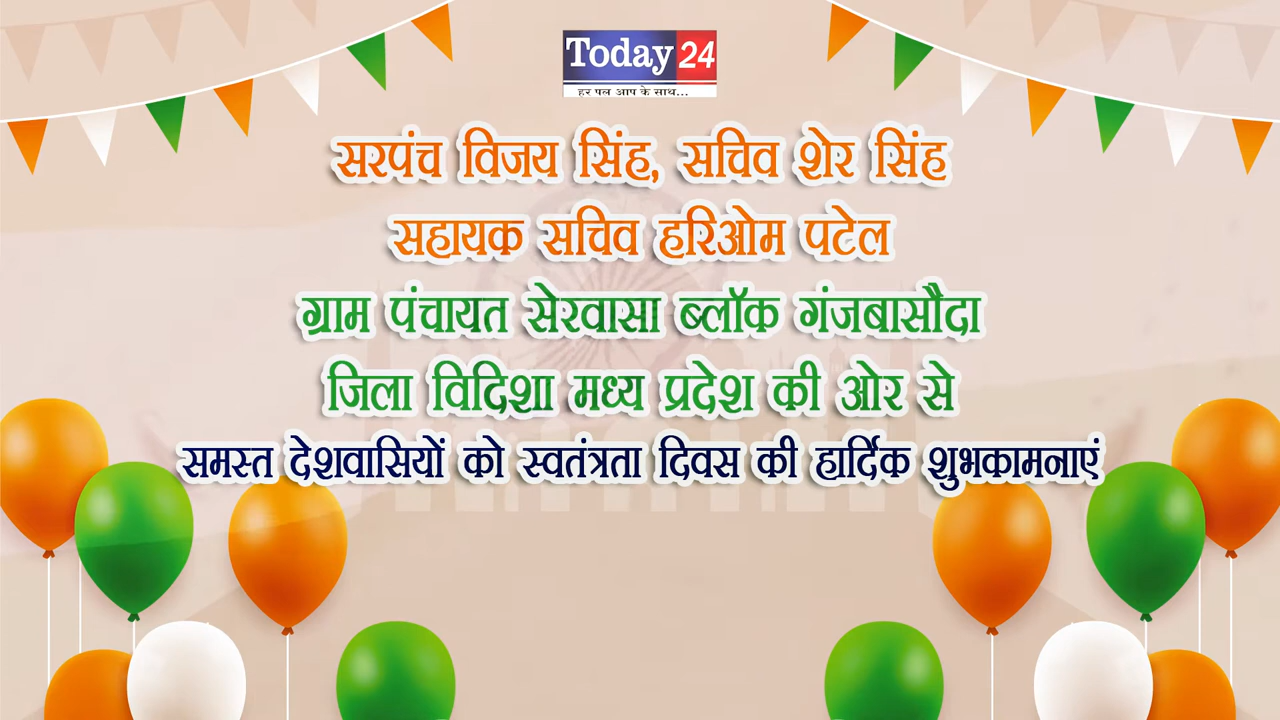 Today 24
हर पल आप के साथ...
सरपंच विजय सिंह, सचिव शेर सिंह
सहायक सचिव हरिओम पटेल
ग्राम पंचायत सेरवासा ब्लॉक गंजबासौदा
जिला विदिशा मध्य प्रदेश की ओर से
समस्त देशवासियों को स्वतंत्रता दिवस की हार्दिक शुभकामनाएं